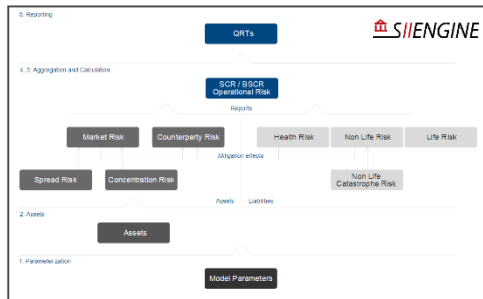 5. Reporting
SIIENGINE
QRTs
4, 3. Aggregation and Calculation
SCR / BSCR
Operational Risk
Reports
Market Risk
Counterparty Risk
Health Risk
Non Life Risk
Life Risk
Mitigation effects
Spread Risk
Concentration Risk
Non Life
Catastrophe Risk
Assets
Liabilities
2. Assets
Assets
1. Parameterization
Model Parameters